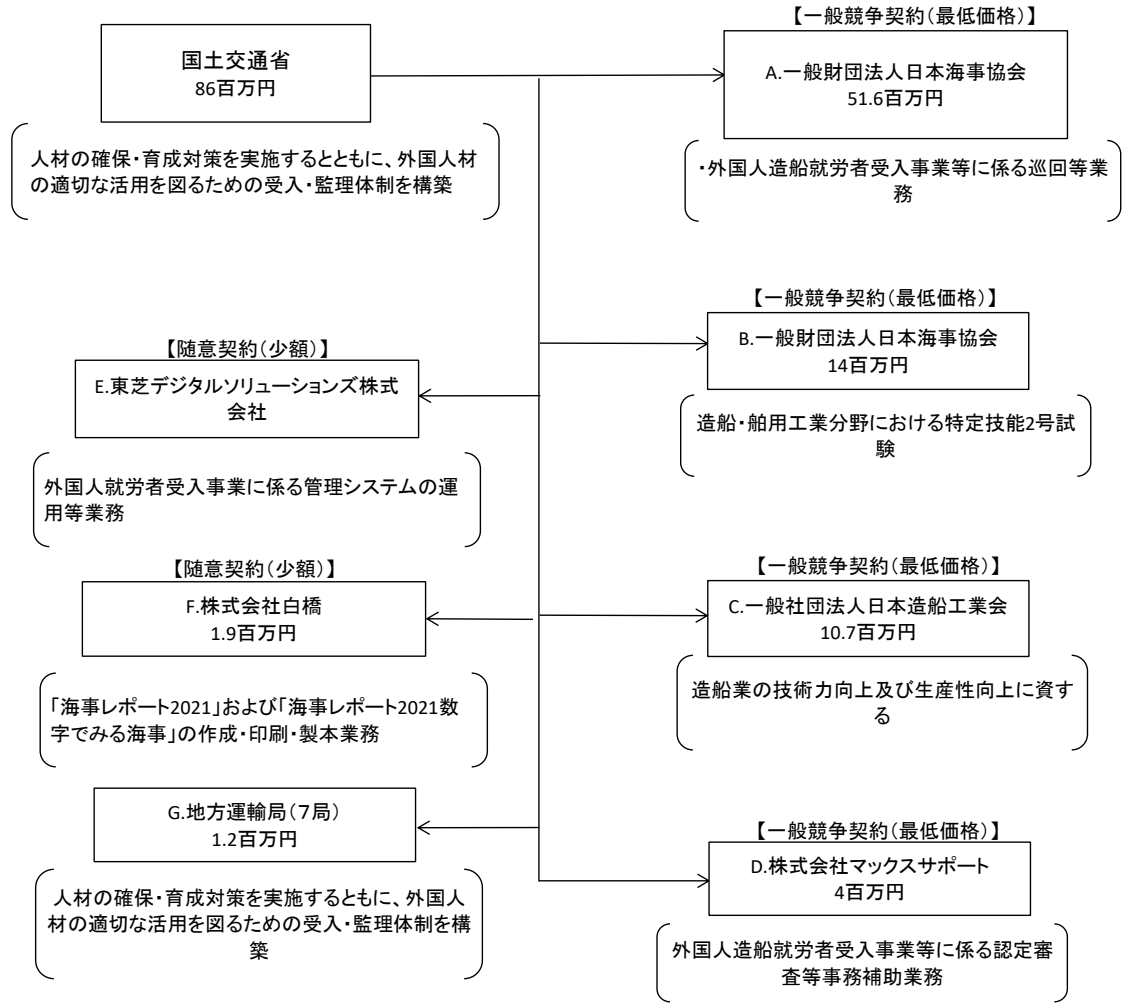 国土交通省
86百万円
人材の確保・育成対策を実施するとともに、外国人材
の適切な活用を図るための受入・監理体制を構築
【一般競争契約(最低価格)】
A.一般財団法人日本海事協会
51.6百万円
・外国人造船就労者受入事業等に係る巡回等業
務
【一般競争契約(最低価格)】
B.一般財団法人日本海事協会
14百万円
造船・舶用工業分野における特定技能2号試
験
【随意契約(少額)】
E.東芝デジタルソリューションズ株式
会社
外国人就労者受入事業に係る管理システムの運
用等業務
【随意契約(少額)】
F.株式会社白橋
1.9百万円
「海事レポート2021」および「海事レポート2021数
字でみる海事」の作成・印刷・製本業務
【一般競争契約(最低価格)】
C.一般社団法人日本造船工業会
10.7百万円
造船業の技術力向上及び生産性向上に資す
る
G.地方運輸局(7局)
1.2百万円
人材の確保・育成対策を実施するともに、外国人
材の適切な活用を図るための受入・監理体制を構
築
【一般競争契約(最低価格)】
D.株式会社マックスサポート
4百万円
外国人造船就労者受入事業等に係る認定審
査等事務補助業務